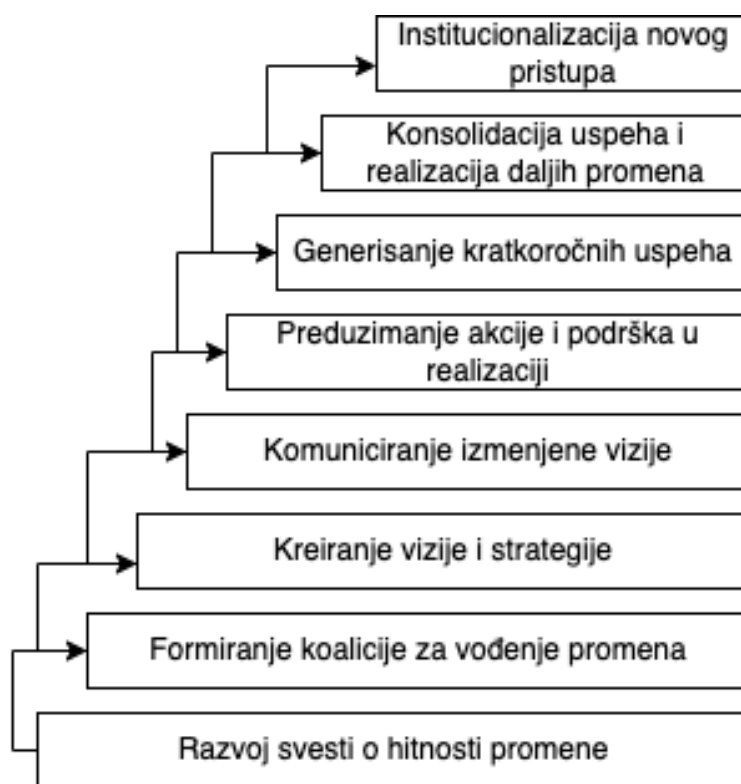 Institucionalizacija novog
pristupa
Konsolidacija uspeha i
realizacija daljih promena
Generisanje kratkoročnih uspeha
Preduzimanje akcije i podrška u
realizaciji
Komuniciranje izmenjene vizije
Kreiranje vizije i strategije
Formiranje koalicije za vođenje promena
Razvoj svesti o hitnosti promene